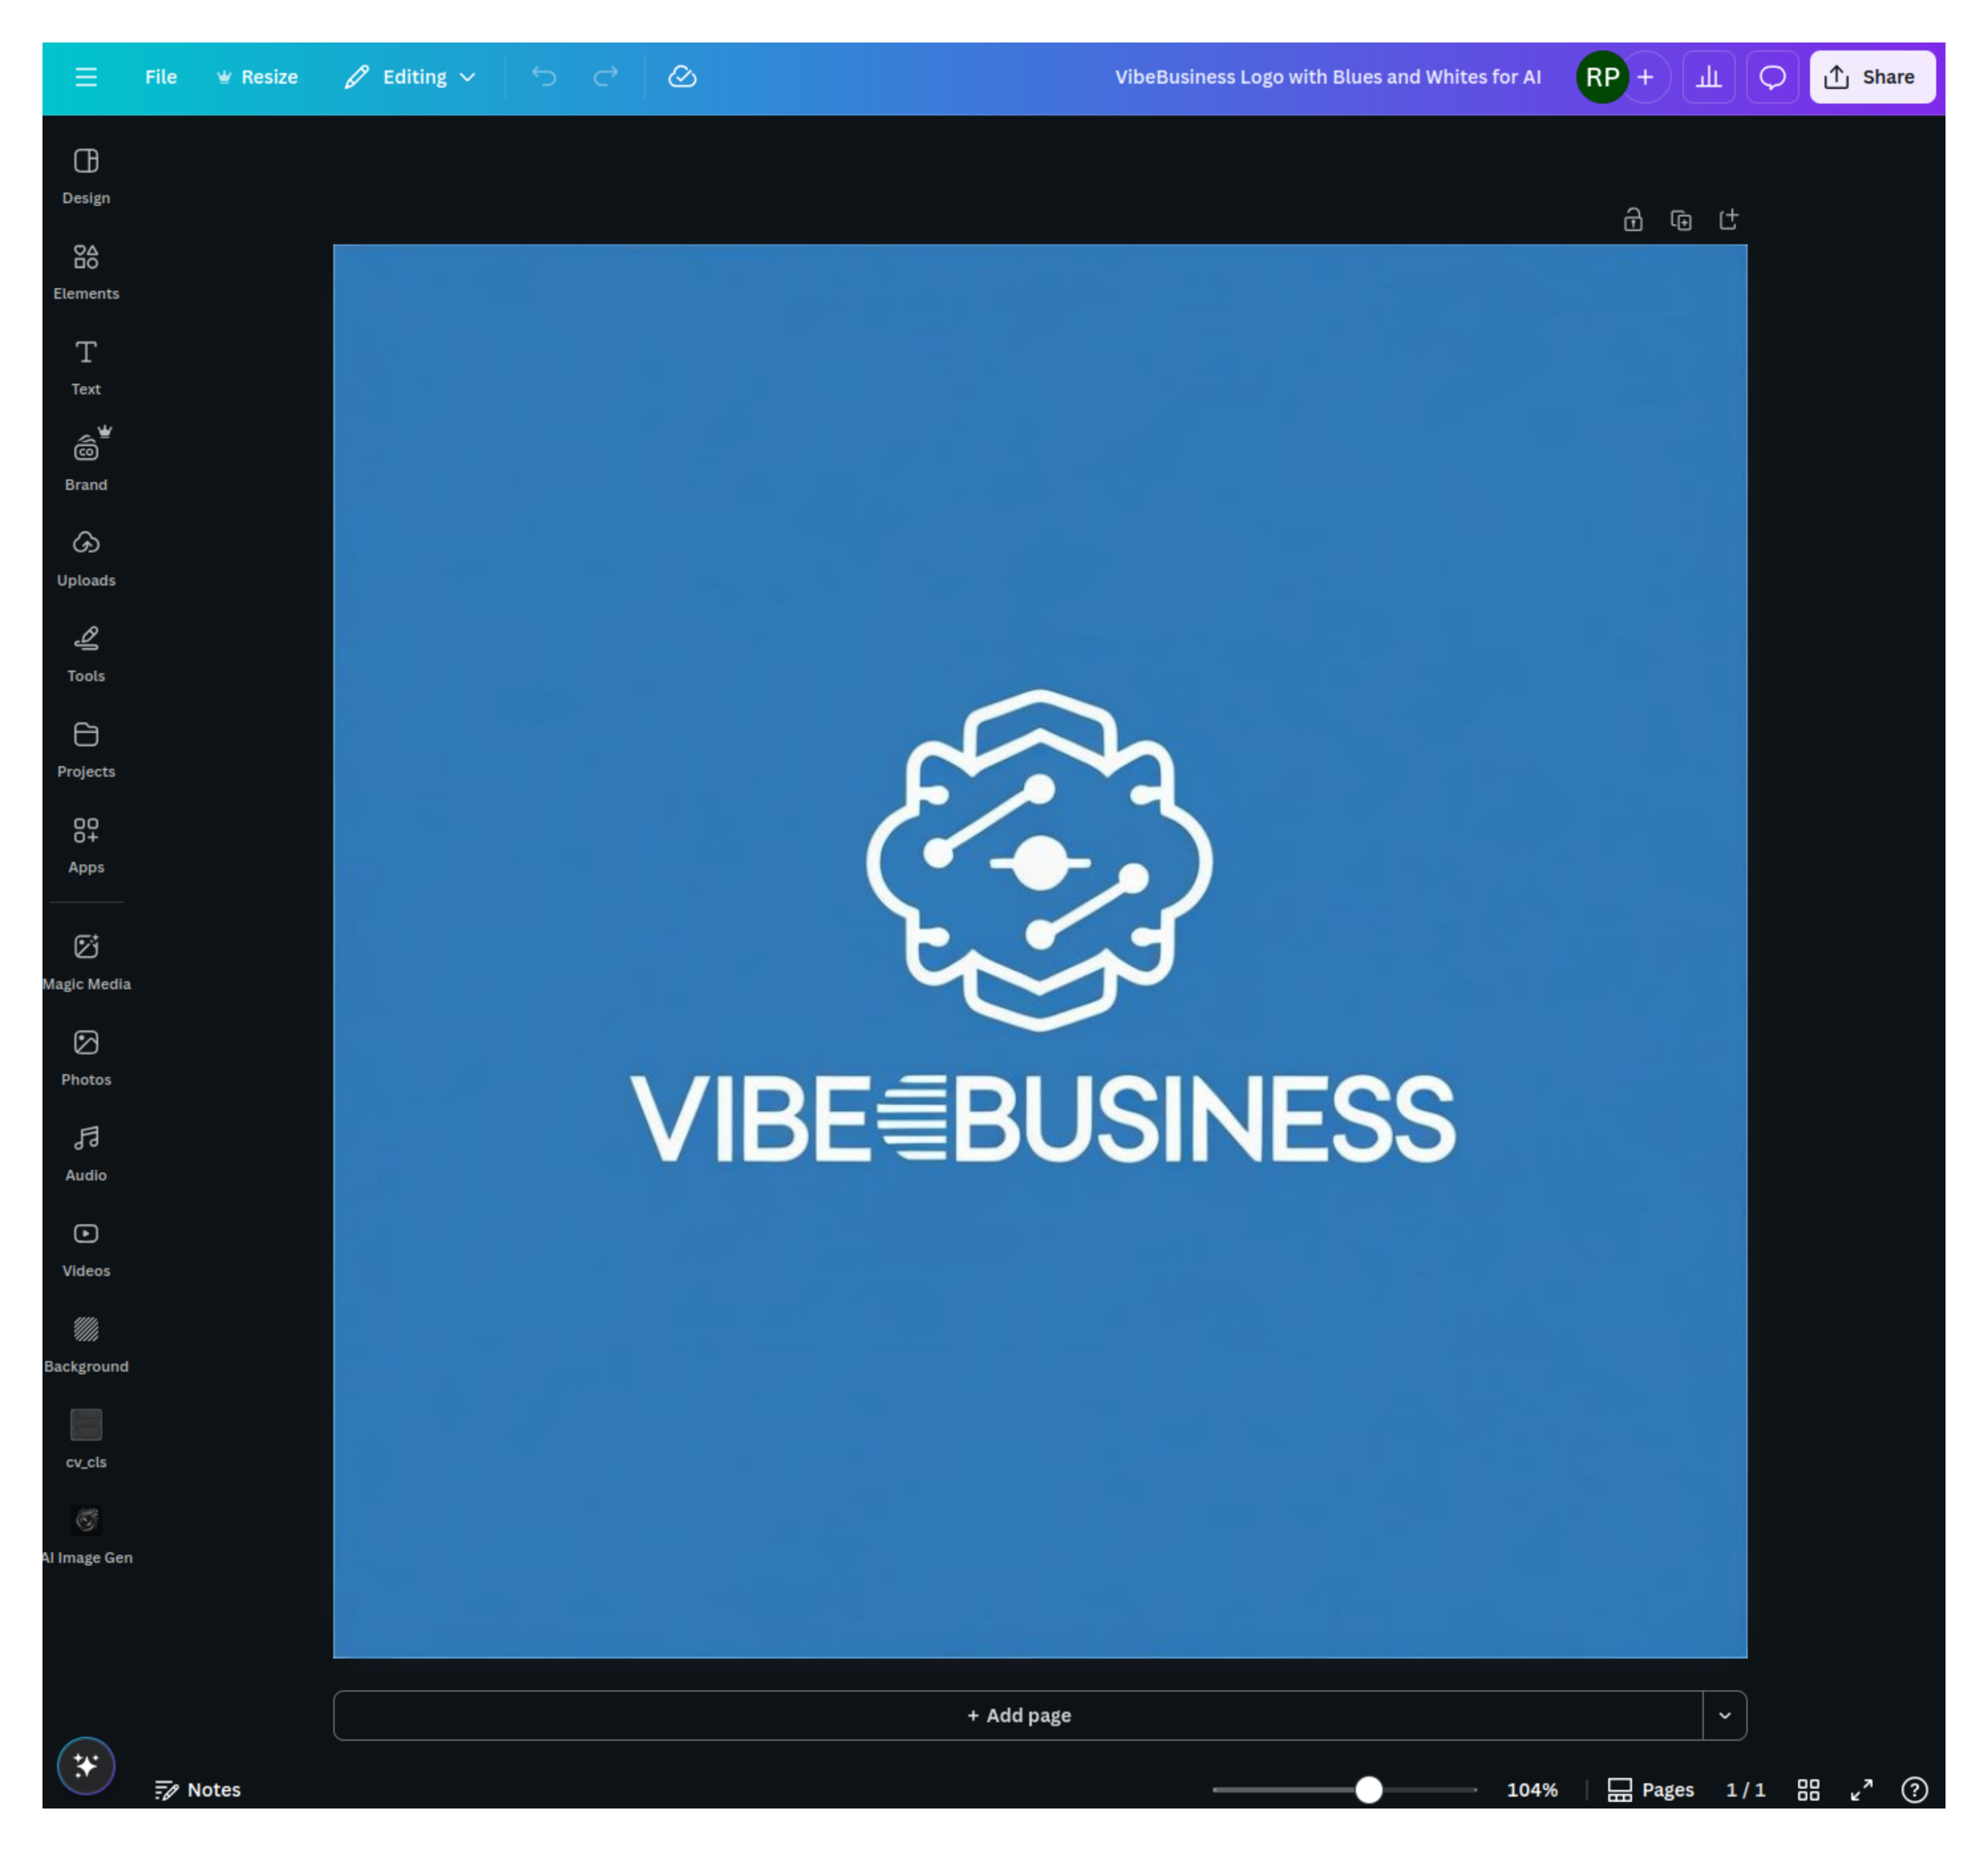 File Resize Editing VibeBusiness Logo with Blues and Whites for AI RP + Share
Design
Elements
Text
CO
Brand
Uploads
Tools
Projects
Apps
Magic Media
Photos
Audio
Videos
Background
cv_cls
AI Image Gen
VIBE BUSINESS
+ Add page
Notes 104% Pages 1 / 1 ?